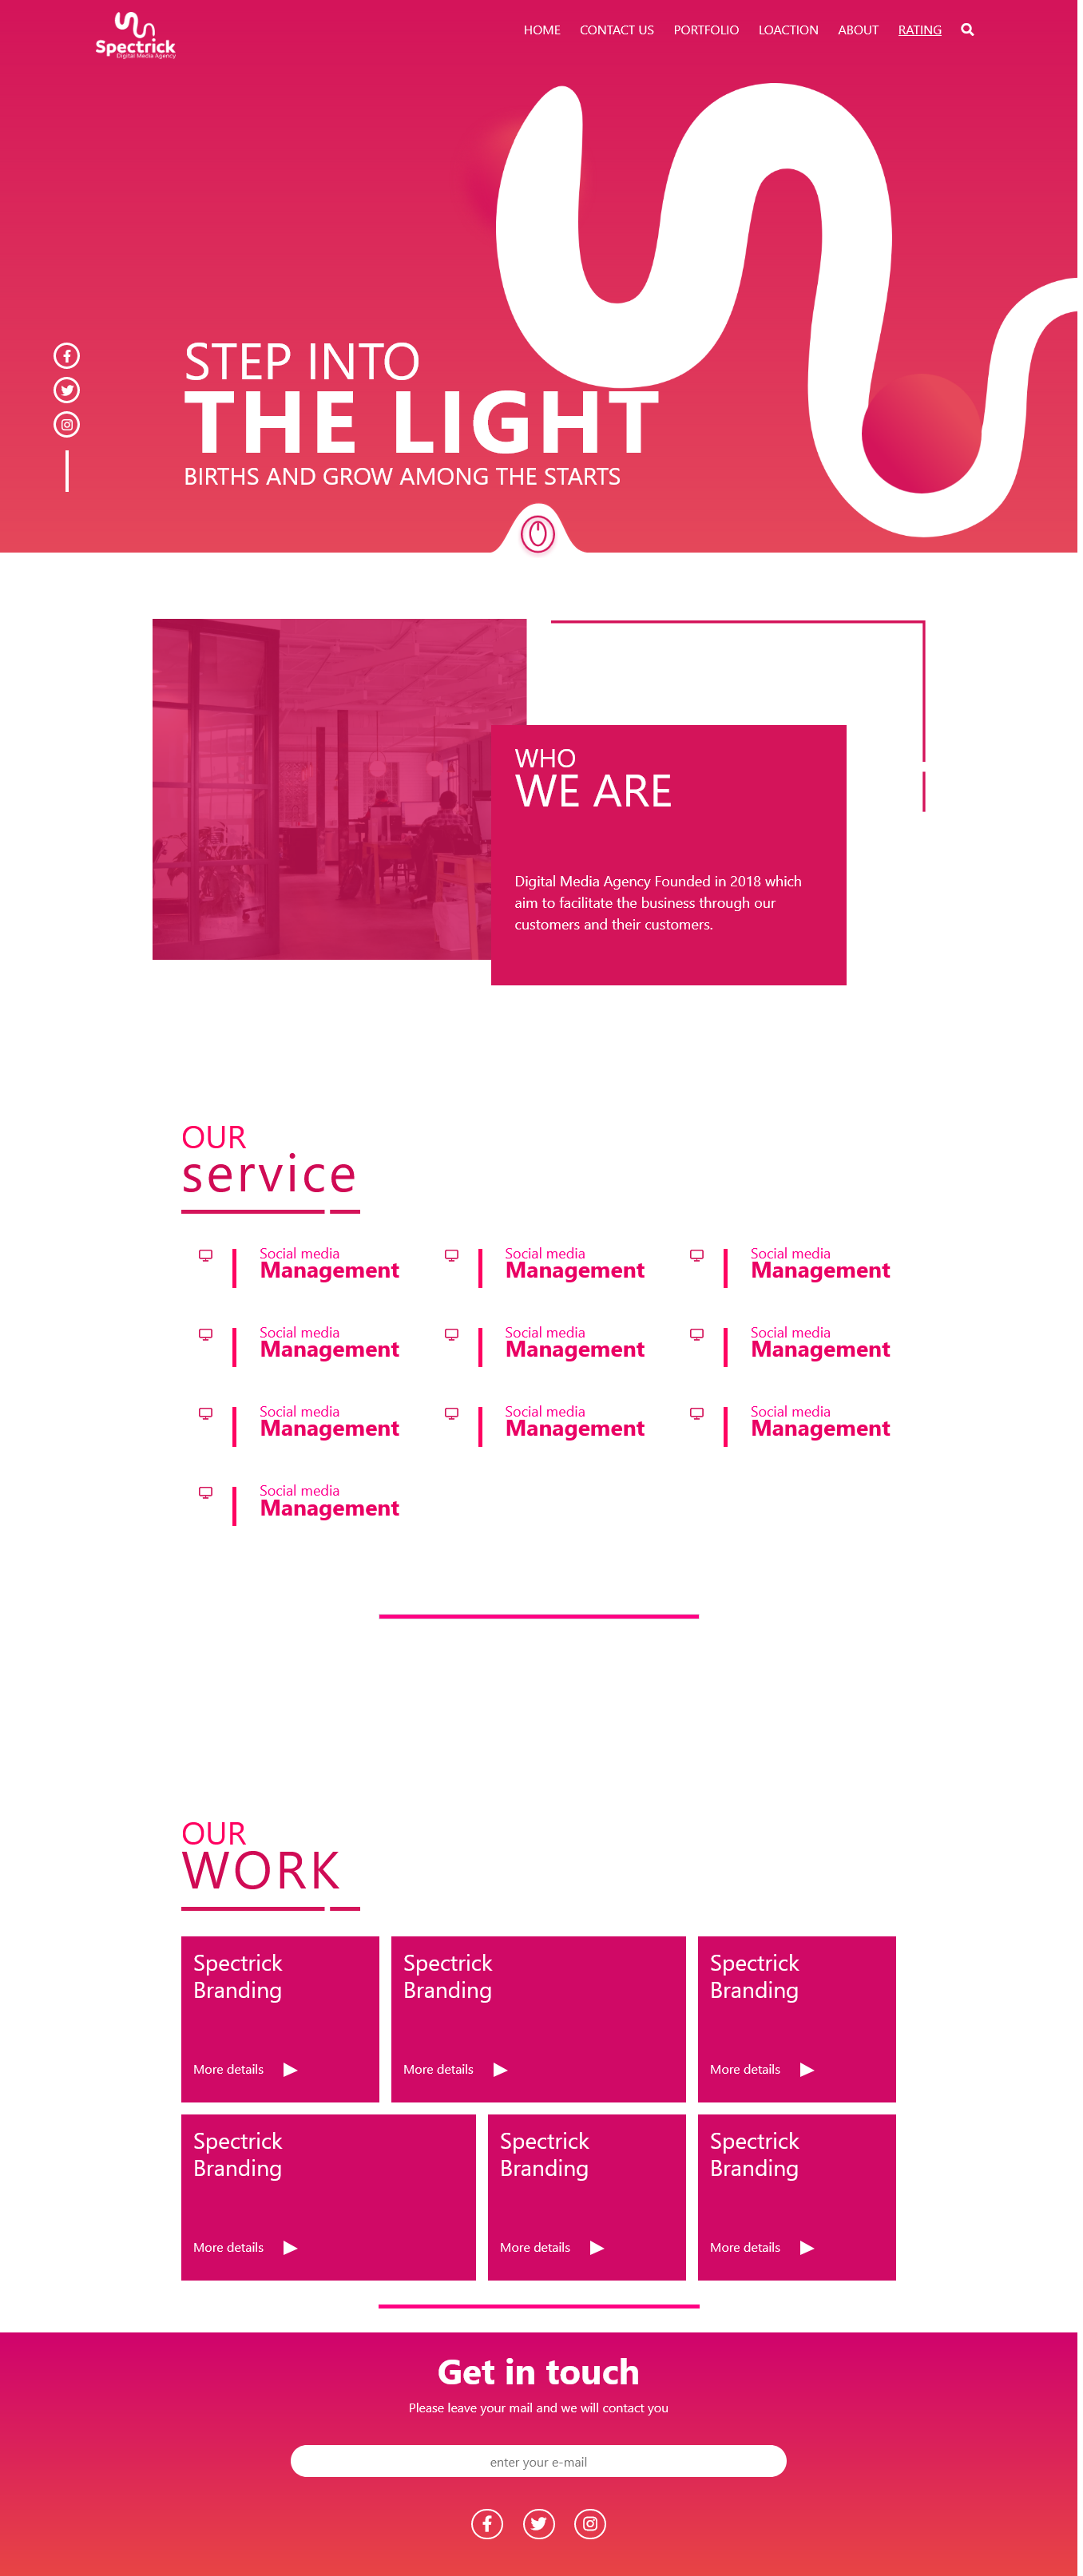 Spectrick
Digital Media Agency
HOME CONTACT US PORTFOLIO LOACTION ABOUT RATING
STEP INTO
THE LIGHT
BIRTHS AND GROW AMONG THE STARTS
WHO
WE ARE
Digital Media Agency Founded in 2018 which
aim to facilitate the business through our
customers and their customers.
OUR
service
Social media
Management
Social media
Management
Social media
Management
Social media
Management
Social media
Management
Social media
Management
Social media
Management
Social media
Management
Social media
Management
Social media
Management
OUR
WORK
Spectrick
Branding
More details
Spectrick
Branding
More details
Spectrick
Branding
More details
Spectrick
Branding
More details
Spectrick
Branding
More details
Spectrick
Branding
More details
Get in touch
Please leave your mail and we will contact you
enter your e-mail